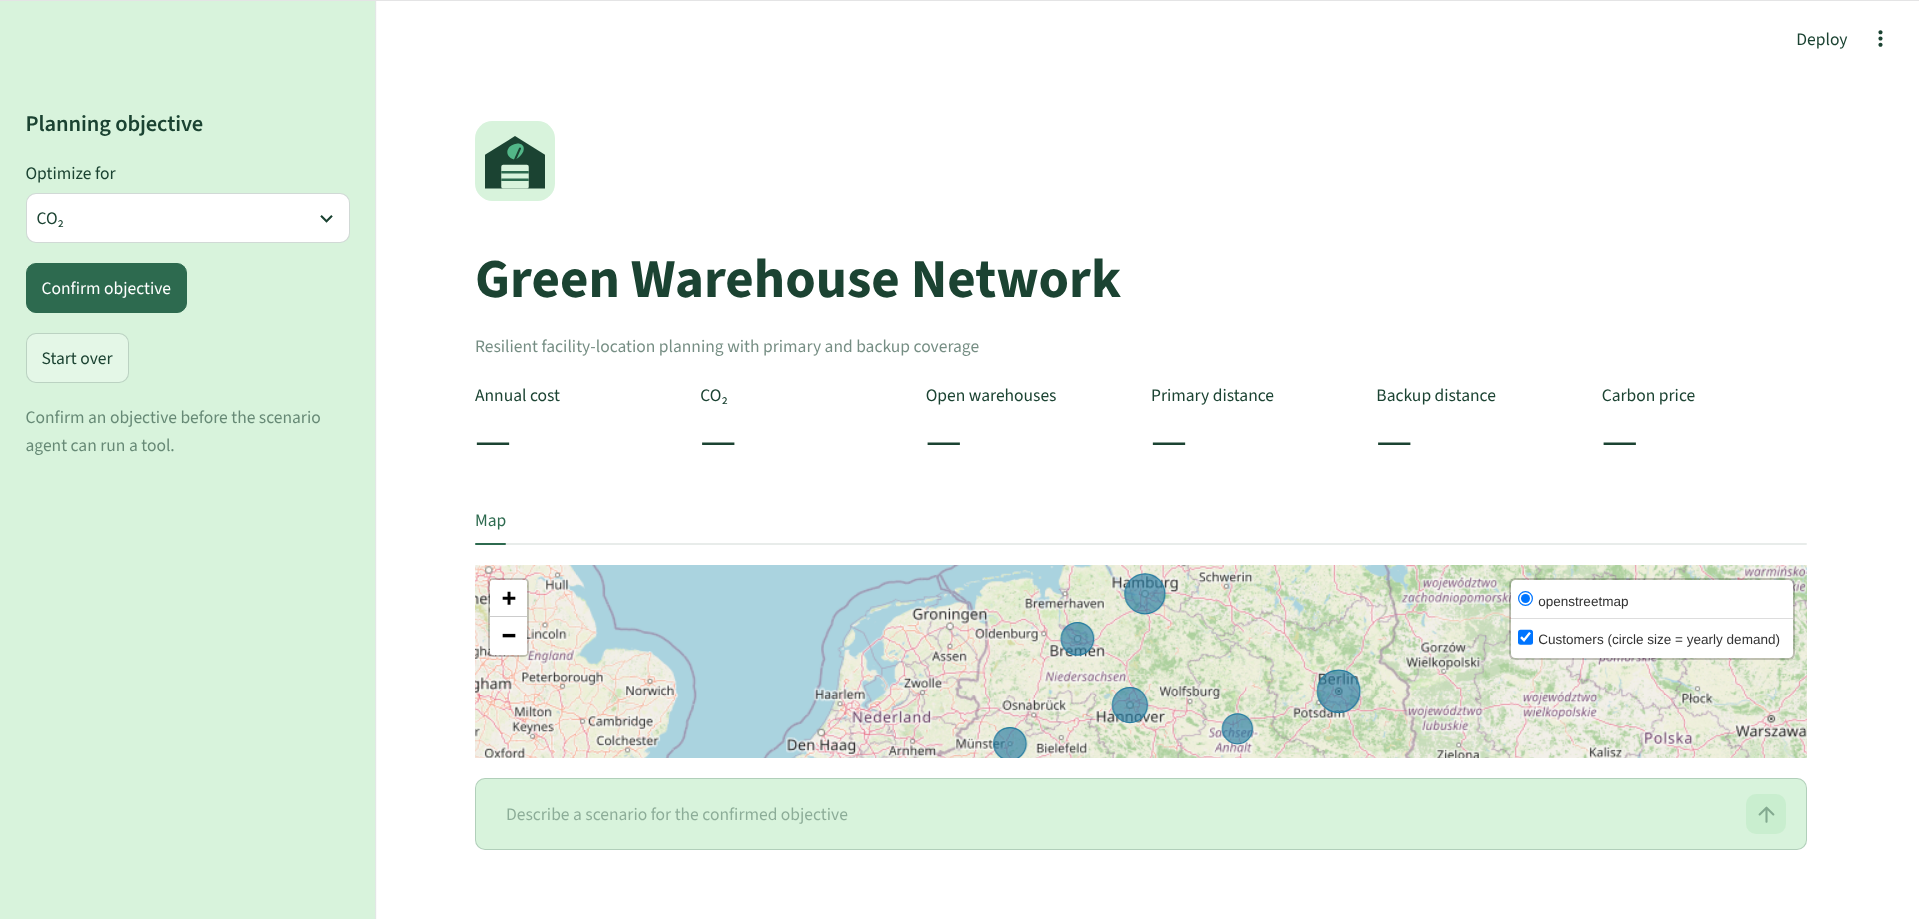 Deploy
Planning objective
Optimize for
CO₂
Confirm objective
Start over
Confirm an objective before the scenario
agent can run a tool.
Green Warehouse Network
Resilient facility-location planning with primary and backup coverage
Annual cost
CO₂
Open warehouses
Primary distance
Backup distance
Carbon price
—
—
—
—
—
—
Map
+
−
openstreetmap
Customers (circle size = yearly demand)
Hull
England
Peterborough
Norwich
Milton
Keynes
Cambridge
Colchester
Oxford
Groningen
Assen
Zwolle
Haarlem
Nederland
Den Haag
Arnhem
Bremerhaven
Oldenburg
Hamburg
Schwerin
Bremen
Niedersachsen
Osnabrück
Wolfsburg
Hannover
Münster
Bielefeld
Sachsen-
Anhalt
Berlin
Potsdam
województwo
zachodniopomorsk
Gorzów
Wielkopolski
województwo
lubuskie
Zielona
województwo
wielkopolskie
Kalisz
Płock
Polska
Warszawa
warmińsko
Describe a scenario for the confirmed objective